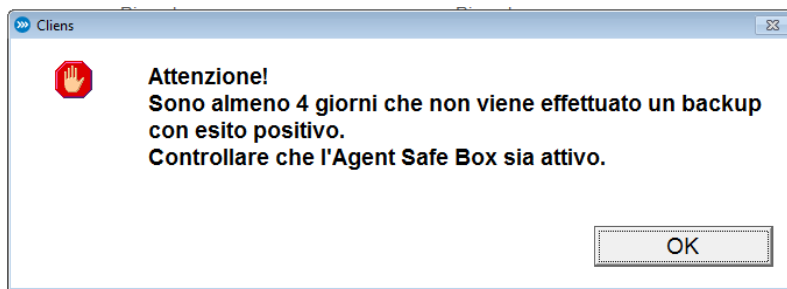 Cliens
Attenzione!
Sono almeno 4 giorni che non viene effettuato un backup
con esito positivo.
Controllare che l'Agent Safe Box sia attivo.
OK